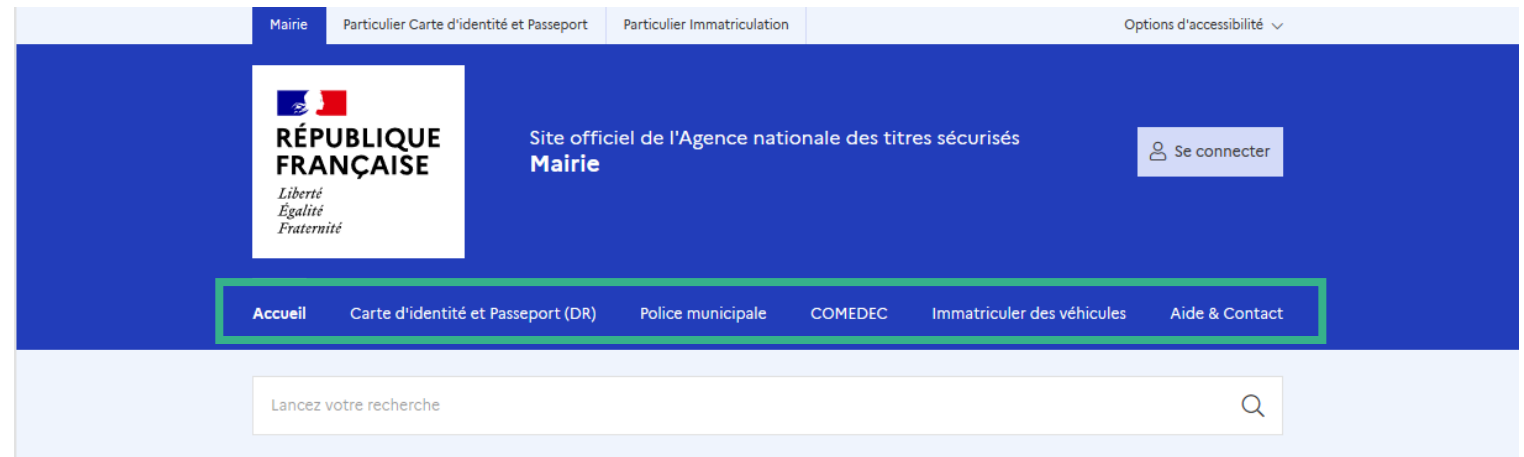 Mairie Particulier Carte d'identité et Passeport Particulier Immatriculation Options d'accessibilité
RÉPUBLIQUE
FRANÇAISE
Liberté
Égalité
Fraternité
Site officiel de l'Agence nationale des titres sécurisés
Mairie
Se connecter
Accueil Carte d'identité et Passeport (DR) Police municipale COMEDEC Immatriculer des véhicules Aide & Contact
Lancez votre recherche